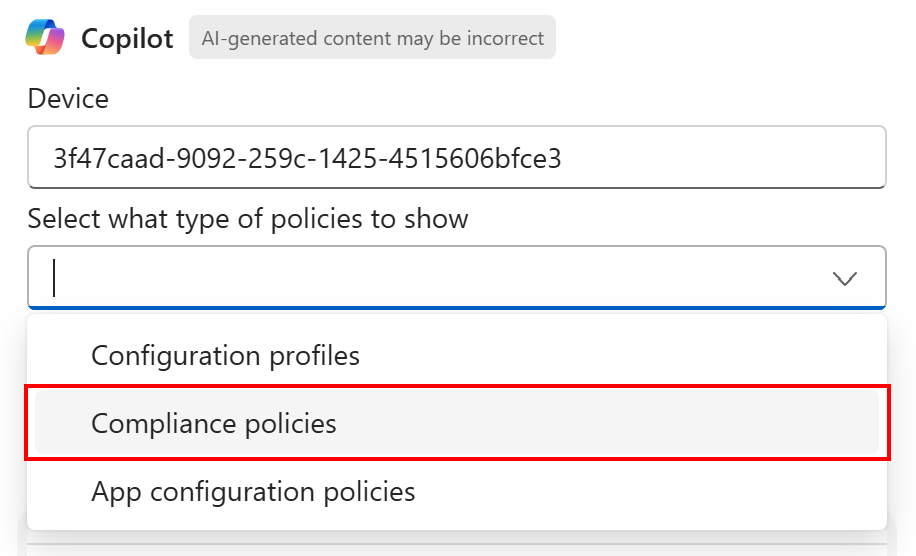 Copilot AI-generated content may be incorrect
Device
3f47caad-9092-259c-1425-4515606bfce3
Select what type of policies to show
Configuration profiles
Compliance policies
App configuration policies